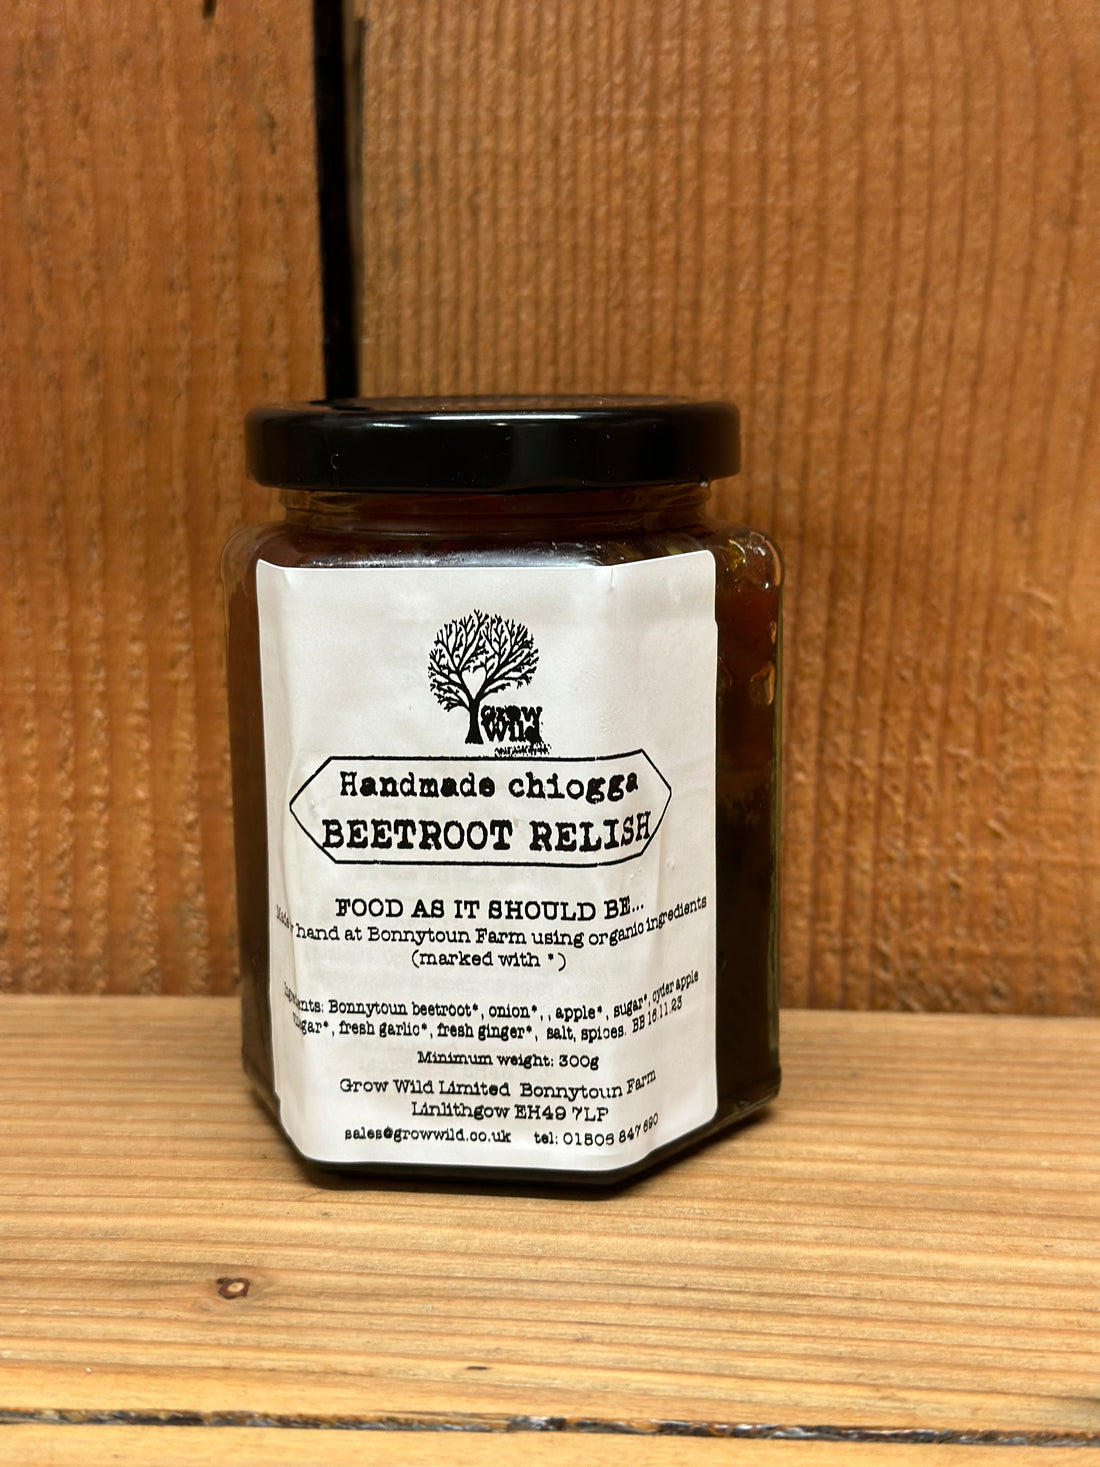 Grow
Wild
Handmade chiogga
BEETROOT RELISH
FOOD AS IT SHOULD BE...
hand at Bonnytoun Farm using organic ingredients
(marked with *)
Bonnytoun beetroot*, onion*, , apple*, sugar*, cyder apple
fresh garlic*, fresh ginger*, salt, spices. BB 16.11.23
Minimum weight: 300g
Grow Wild Limited Bonnytoun Farm
Linlithgow EH49 7LP
sales@growwild.co.uk tel: 01506 847 690